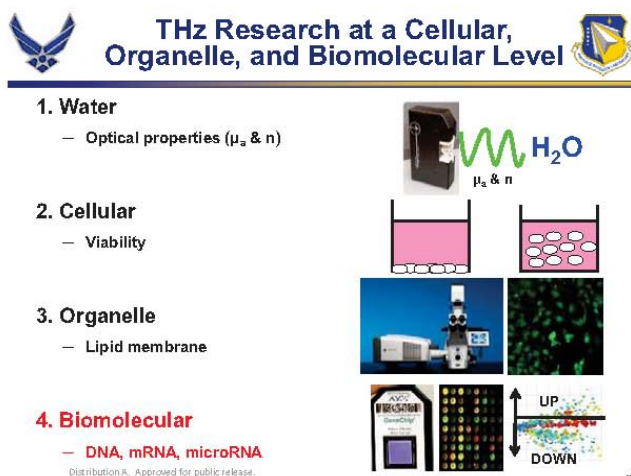 THz Research at a Cellular,
Organelle, and Biomolecular Level
1. Water
– Optical properties (μa & n)
H2O
μa & n
2. Cellular
– Viability
3. Organelle
– Lipid membrane
4. Biomolecular
– DNA, mRNA, microRNA
GeneChip
UP
DOWN
Distribution A. Approved for public release.